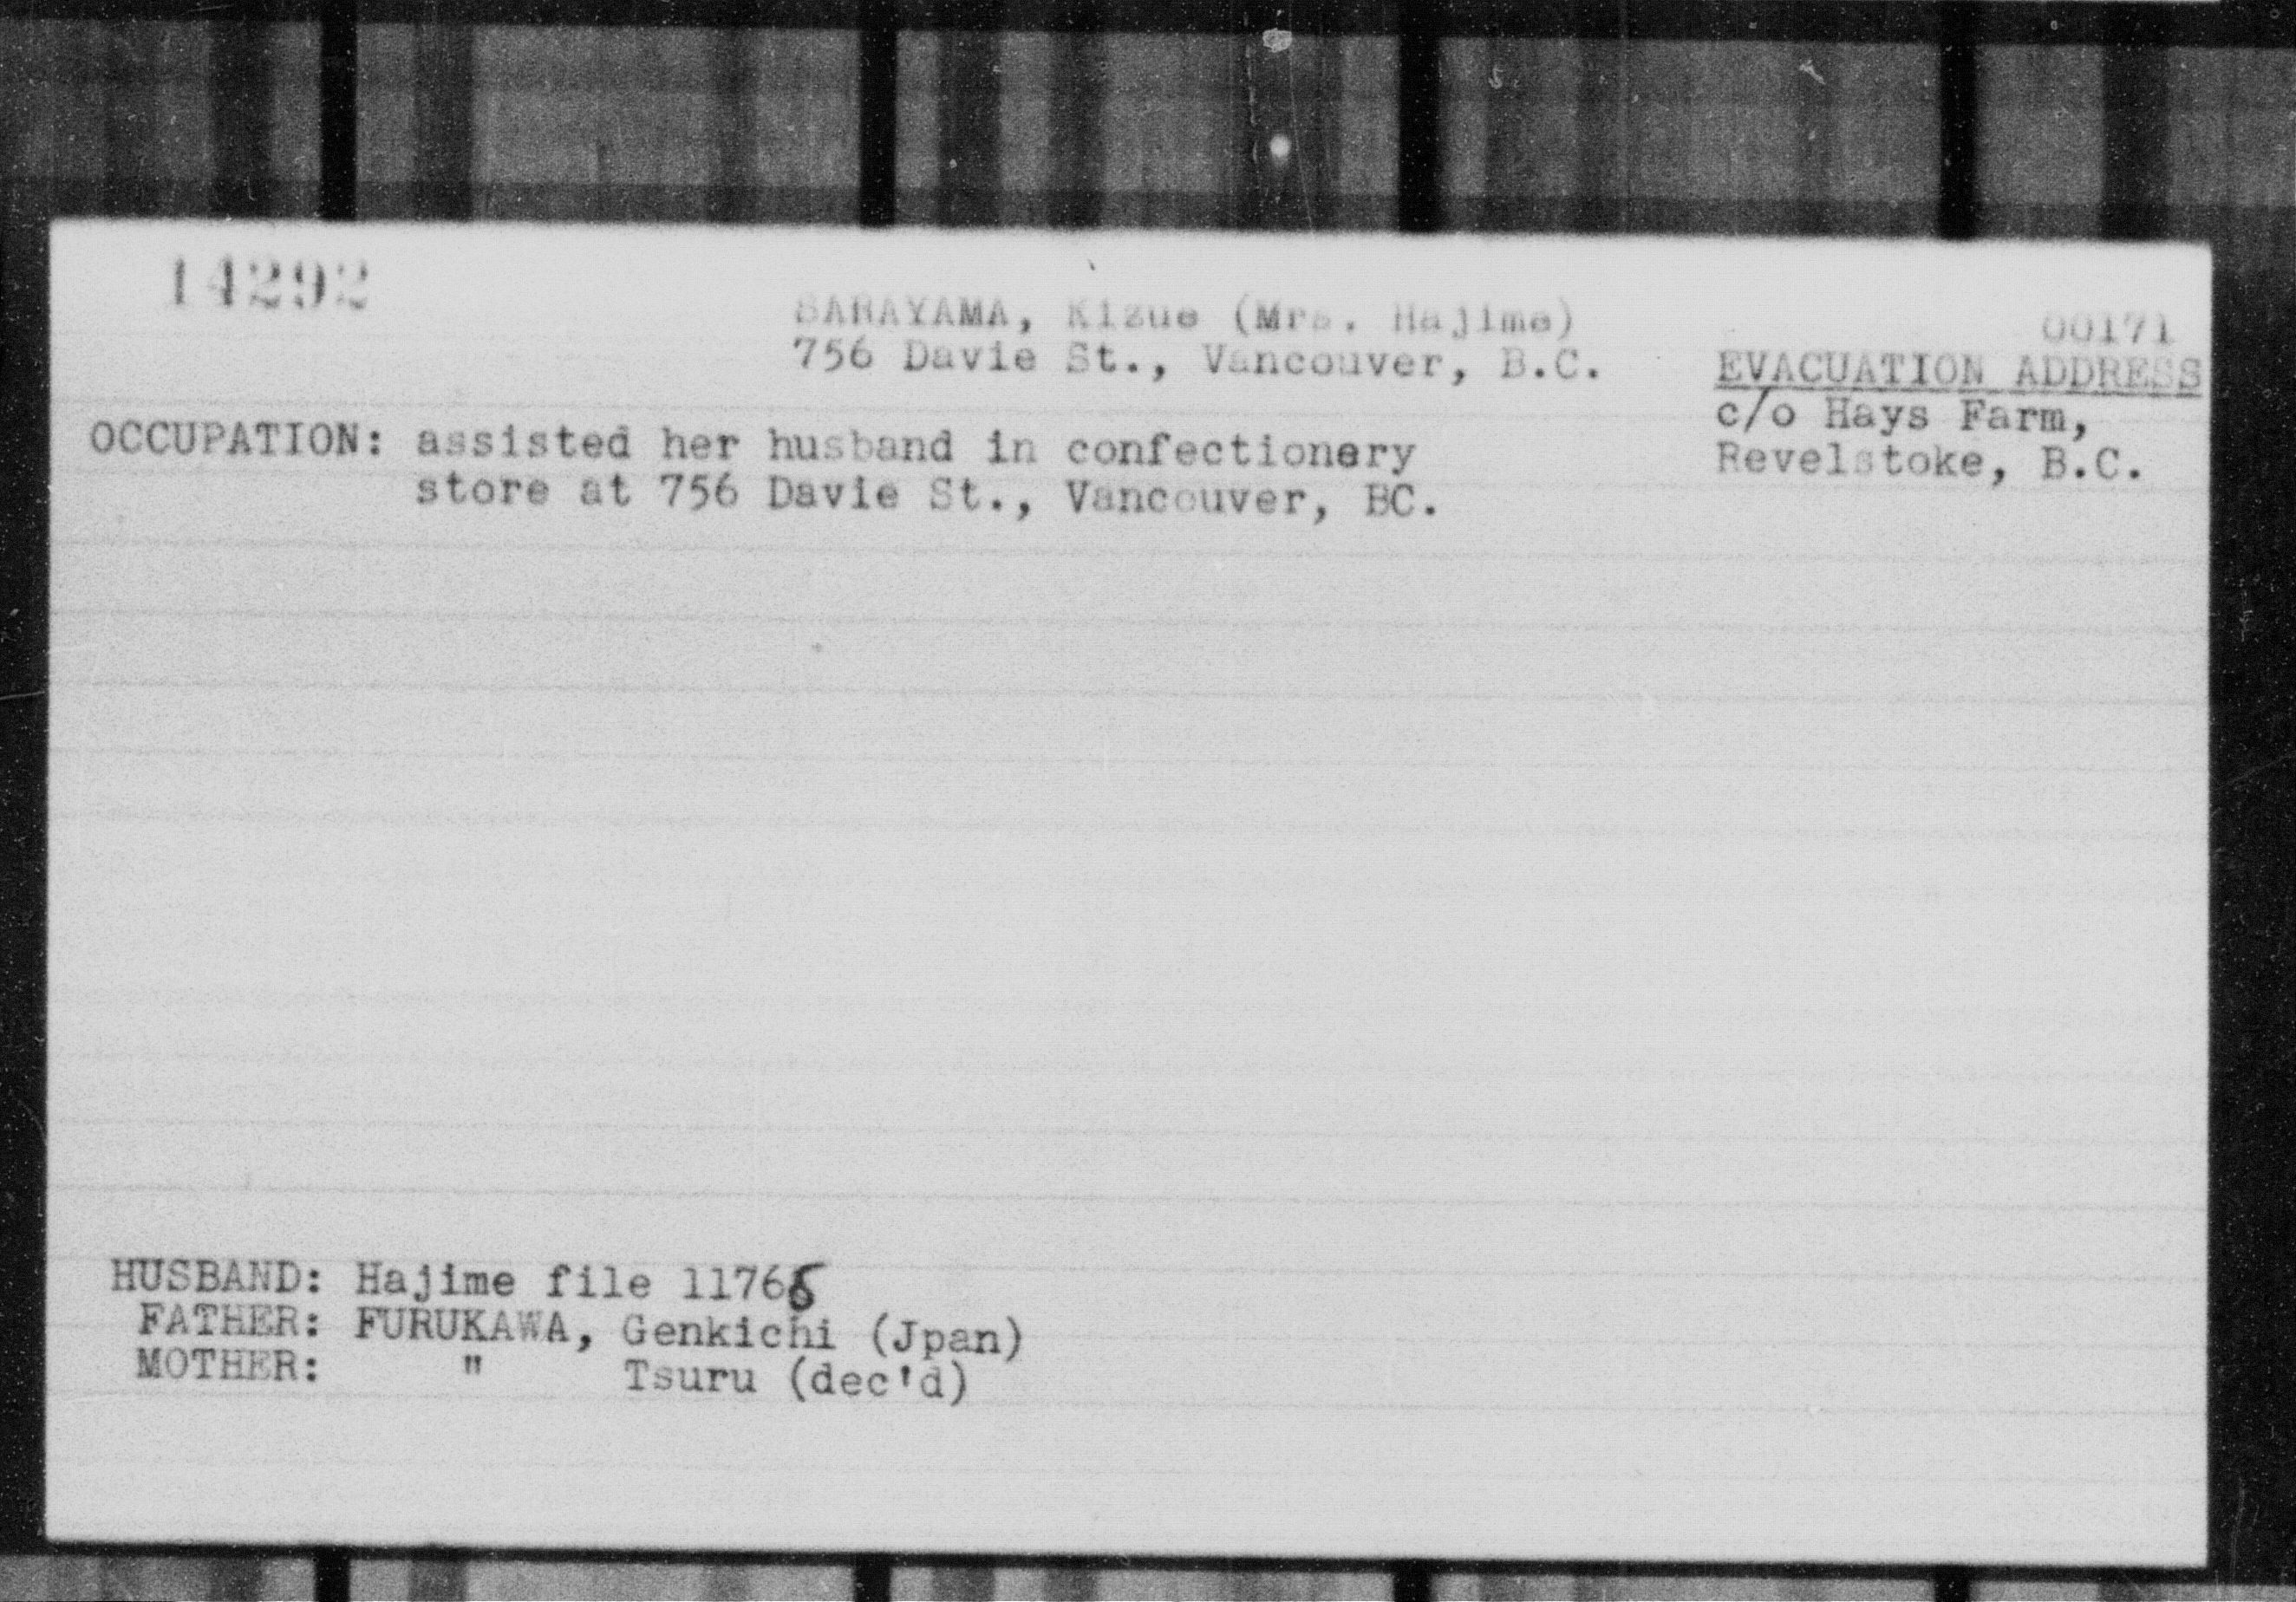 14292
SARAYAMA, Kizue (Mrs. Hajime)
756 Davie St., Vancouver, B.C.
00171
EVACUATION ADDRESS
c/o Hays Farm,
Revelstoke, B.C.
OCCUPATION: assisted her husband in confectionery
store at 756 Davie St., Vancouver, BC.
HUSBAND: Hajime file 11766
FATHER: FURUKAWA, Genkichi (Jpan)
MOTHER: " Tsuru (dec'd)